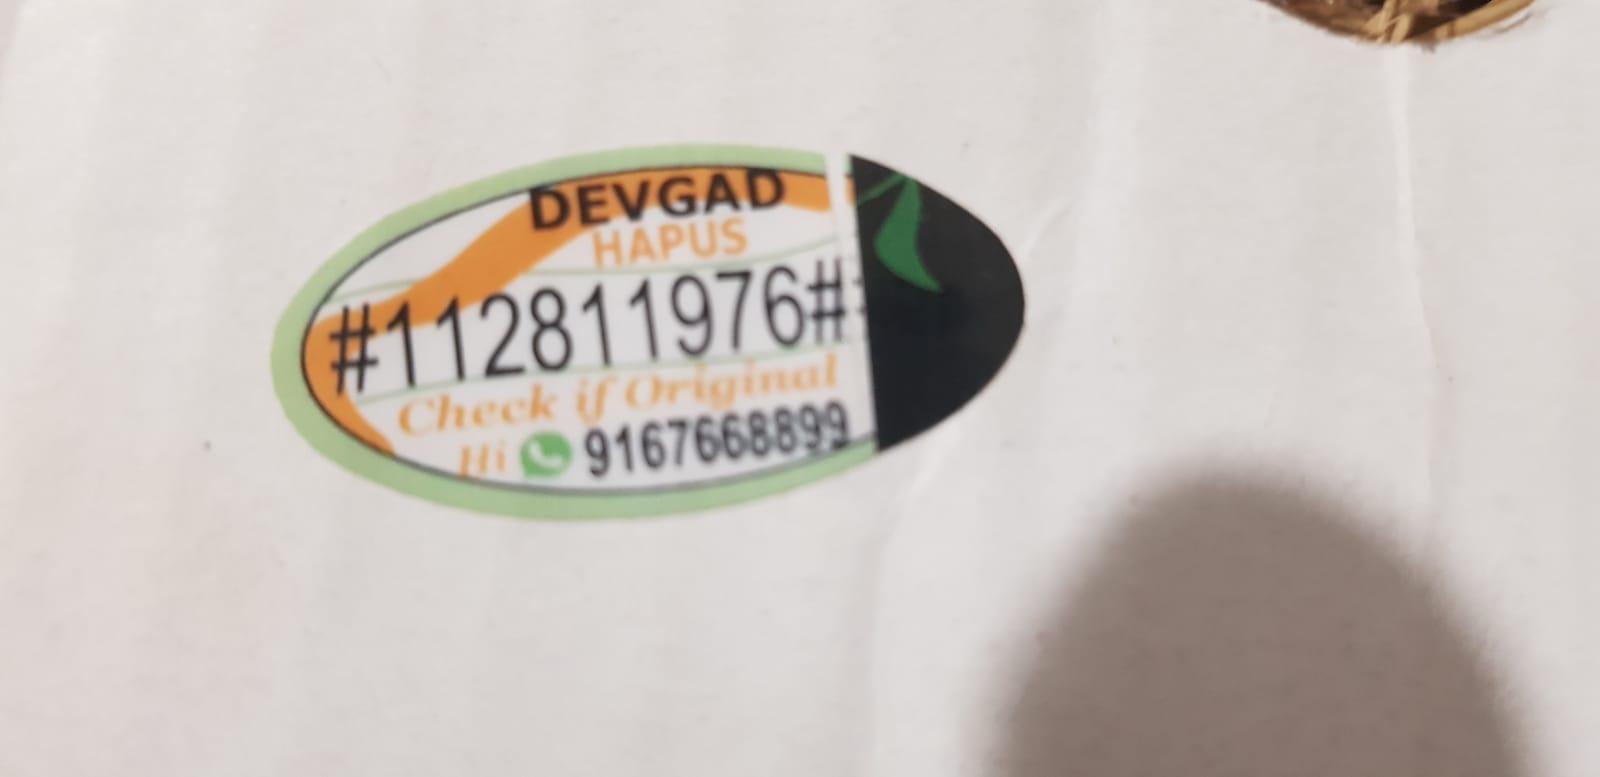 DEVGAD
HAPUS
#112811976#
Check if Original
Hi 9167668899